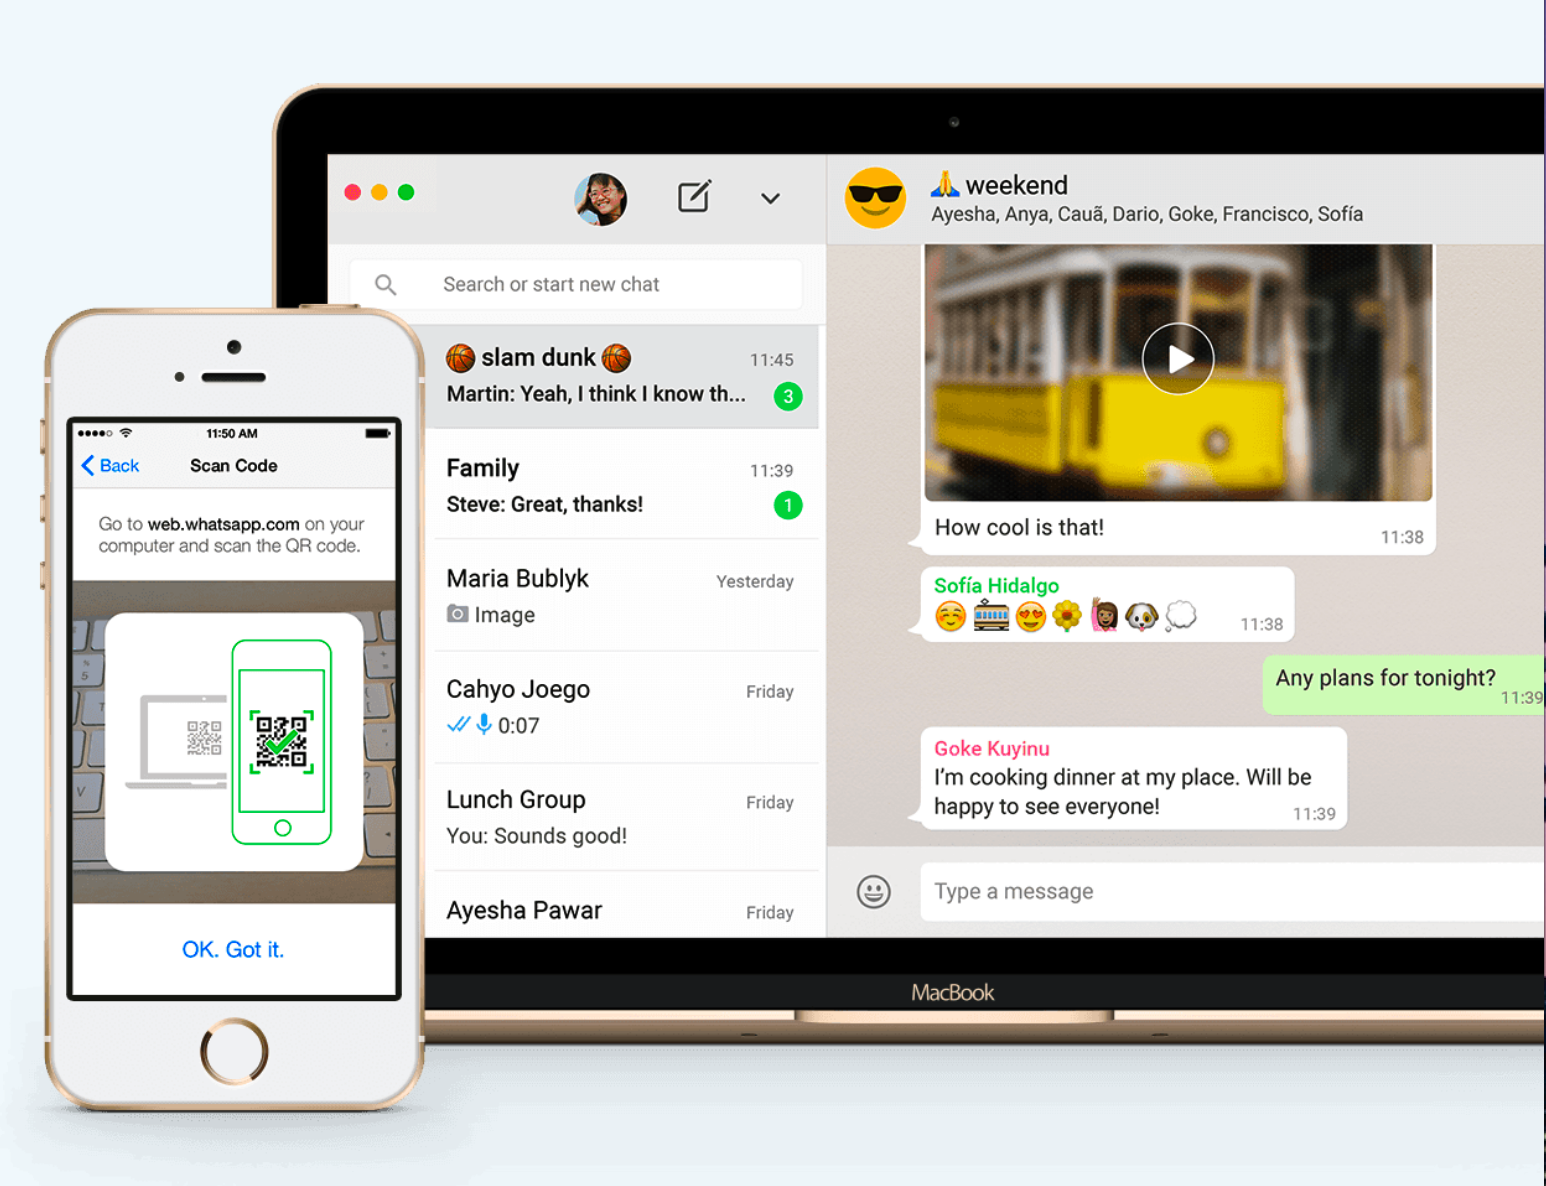 11:50 AM
Back
Scan Code
Go to web.whatsapp.com on your
computer and scan the QR code.
OK. Got it.
Search or start new chat
🏀 slam dunk 🏀 11:45
Martin: Yeah, I think I know th... 3
Family 11:39
Steve: Great, thanks! 1
Maria Bublyk Yesterday
Image
Cahyo Joego Friday
0:07
Lunch Group Friday
You: Sounds good!
Ayesha Pawar Friday
🙏 weekend
Ayesha, Anya, Cauã, Dario, Goke, Francisco, Sofía
How cool is that!
11:38
Sofía Hidalgo
☺️🚋😍🌻🙋🏽🐶💭 11:38
Any plans for tonight?
11:39
Goke Kuyinu
I’m cooking dinner at my place. Will be
happy to see everyone!
11:39
Type a message
MacBook